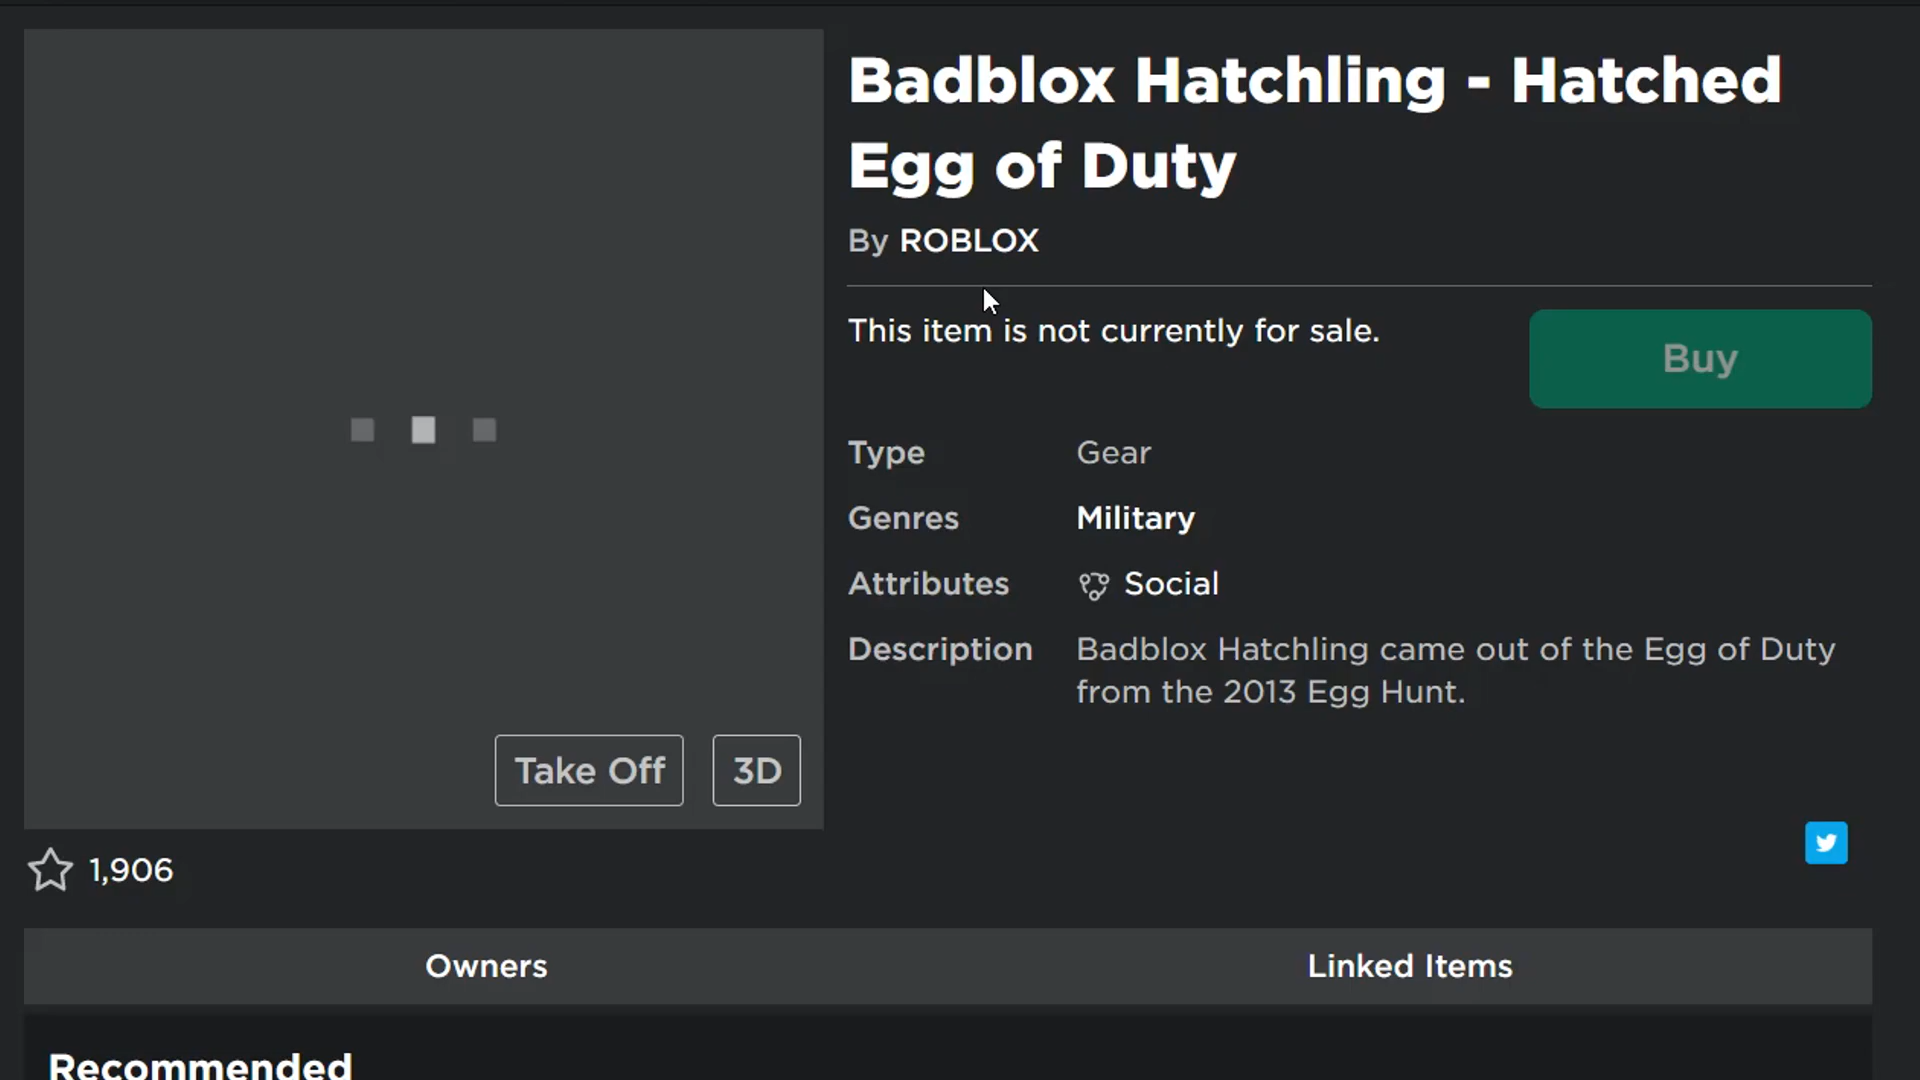 Badblox Hatchling - Hatched
Egg of Duty
By ROBLOX
This item is not currently for sale.
Buy
Type Gear
Genres Military
Attributes Social
Description Badblox Hatchling came out of the Egg of Duty
from the 2013 Egg Hunt.
Take Off 3D
1,906
Owners Linked Items
Recommended